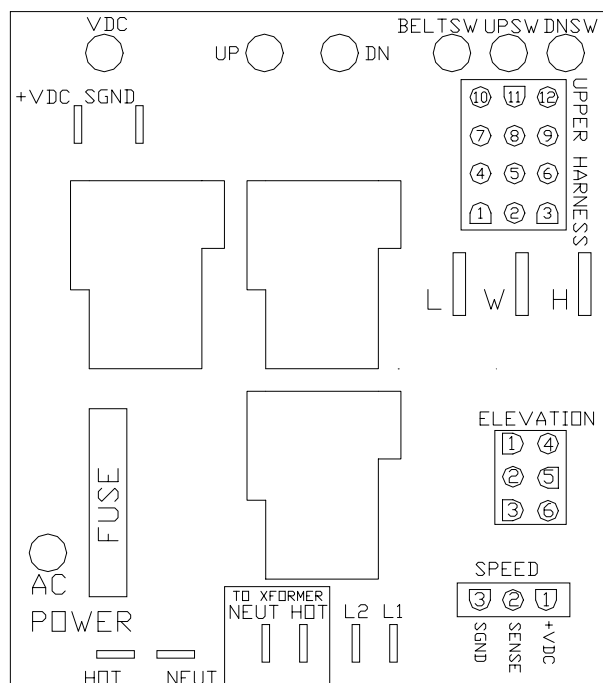 VDC
UP
DN
BELTSW UPSW DNSW
+VDC SGND
10 11 12
7 8 9
4 5 6
1 2 3
UPPER HARNESS
L W H
ELEVATION
1 4
2 5
3 6
FUSE
AC
POWER
HOT NEUT
TO XFORMER
NEUT HOT
L2 L1
SPEED
3 2 1
SGND
SENSE
+VDC